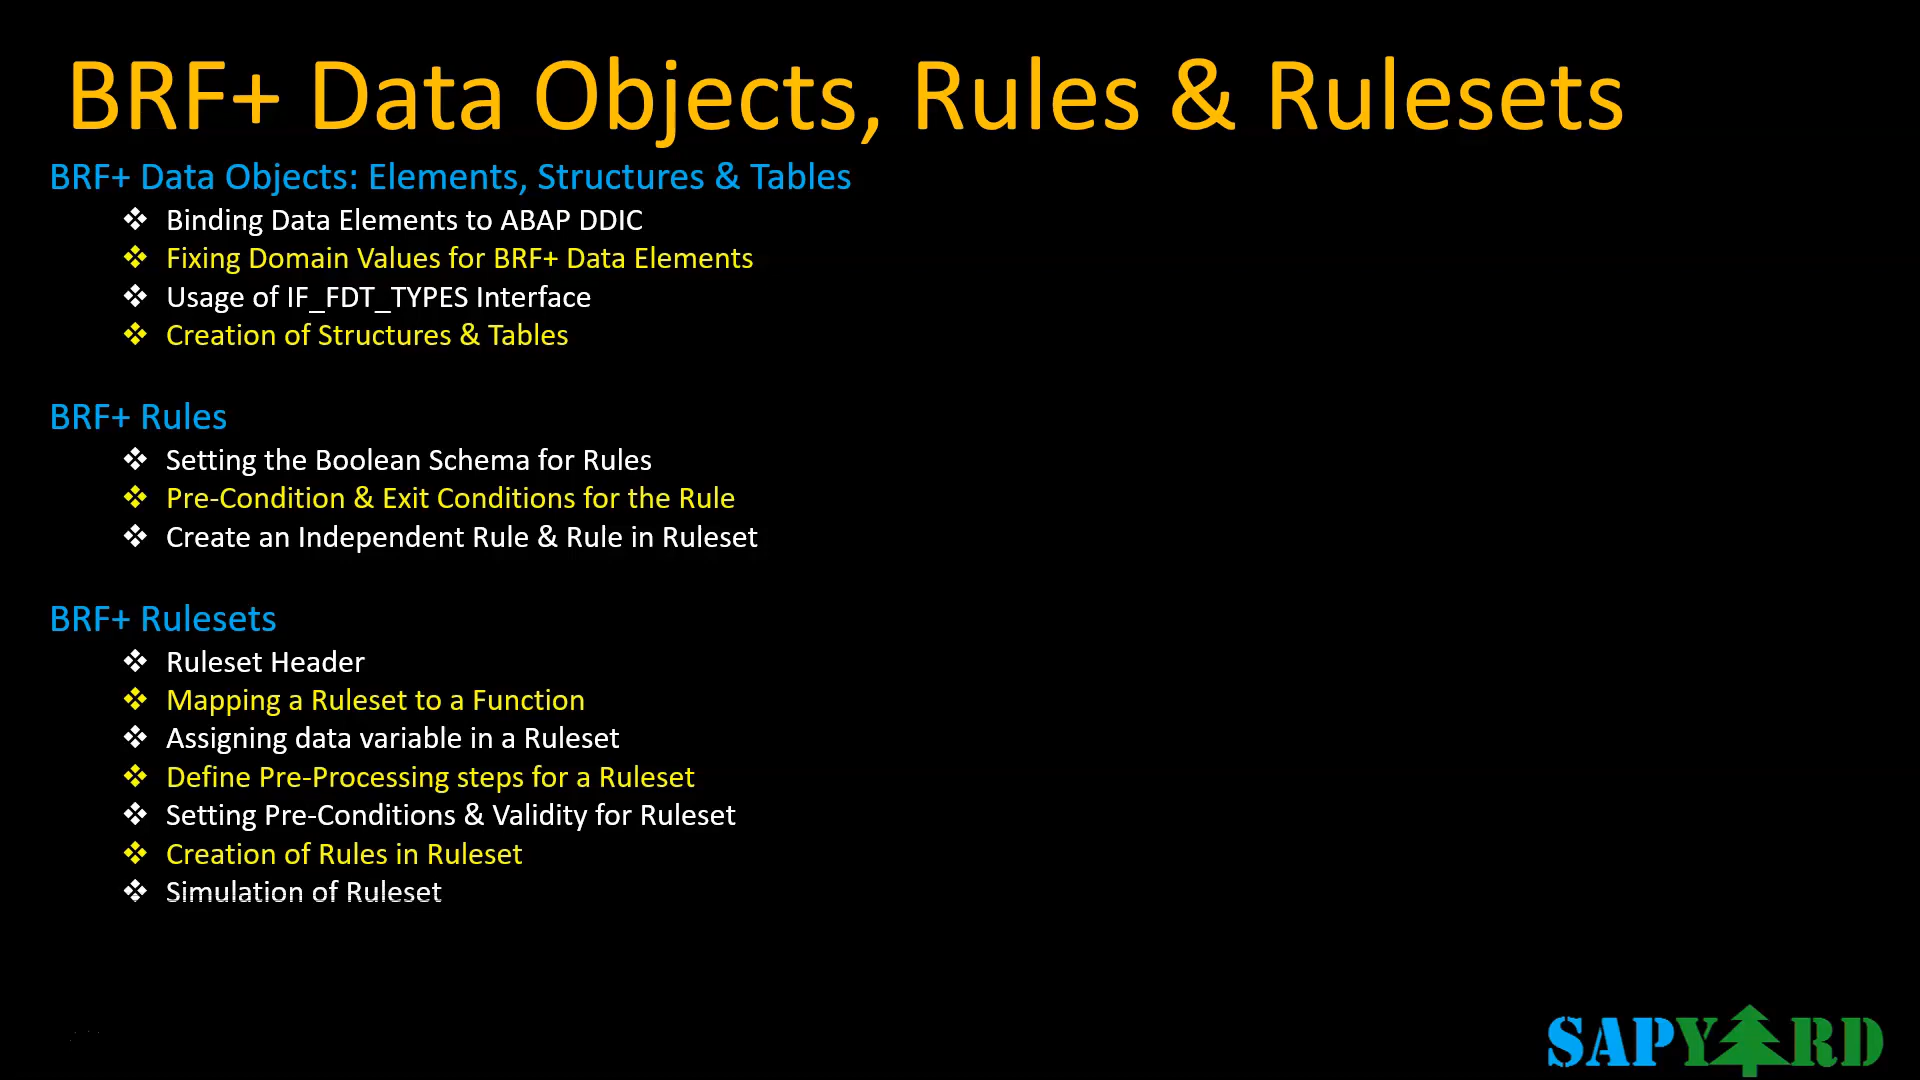 BRF+ Data Objects, Rules & Rulesets
BRF+ Data Objects: Elements, Structures & Tables
Binding Data Elements to ABAP DDIC
Fixing Domain Values for BRF+ Data Elements
Usage of IF_FDT_TYPES Interface
Creation of Structures & Tables
BRF+ Rules
Setting the Boolean Schema for Rules
Pre-Condition & Exit Conditions for the Rule
Create an Independent Rule & Rule in Ruleset
BRF+ Rulesets
Ruleset Header
Mapping a Ruleset to a Function
Assigning data variable in a Ruleset
Define Pre-Processing steps for a Ruleset
Setting Pre-Conditions & Validity for Ruleset
Creation of Rules in Ruleset
Simulation of Ruleset
SAPYARD